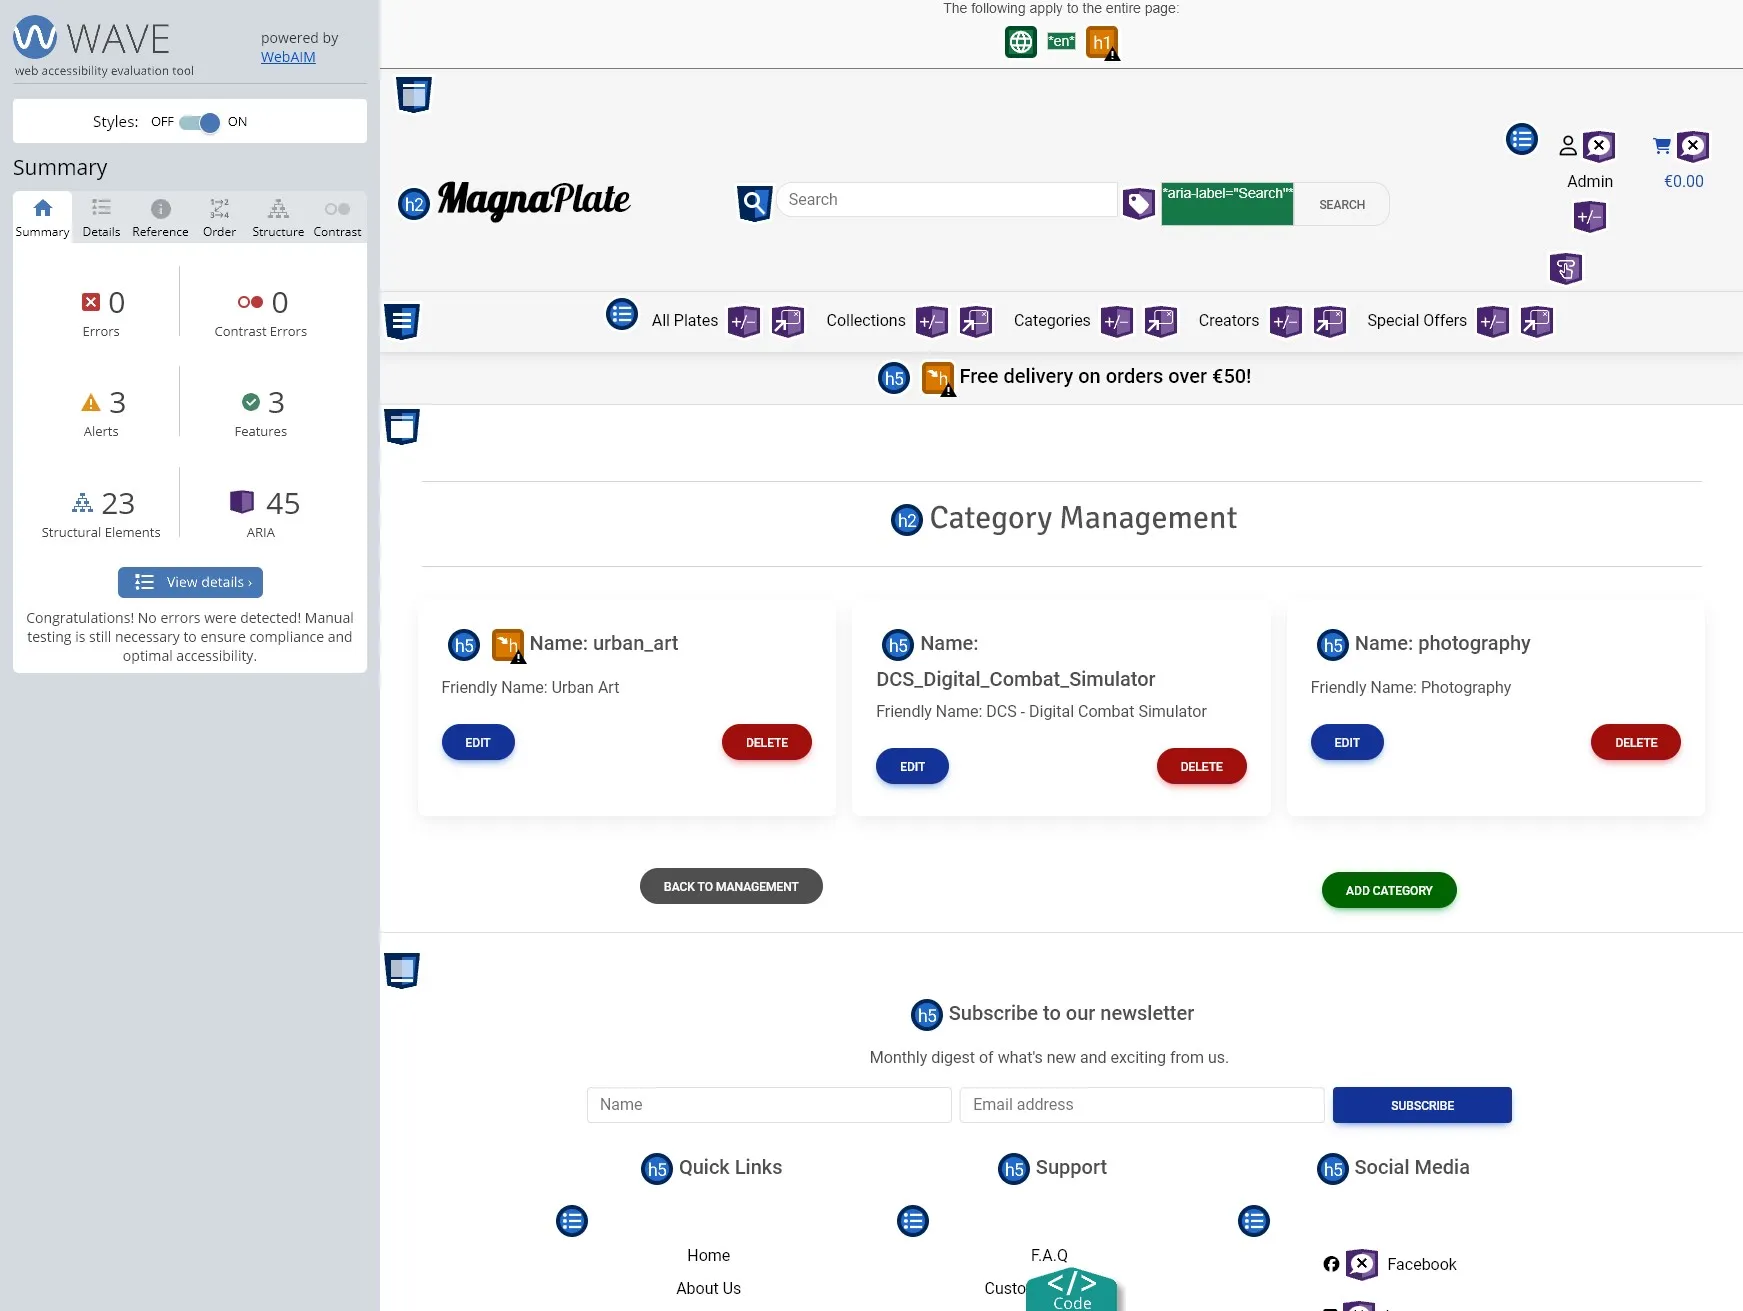 WAVE
powered by
WebAIM
web accessibility evaluation tool
Styles: OFF ON
Summary
Summary Details Reference Order Structure Contrast
0 0
Errors Contrast Errors
3 3
Alerts Features
23 45
Structural Elements ARIA
View details ›
Congratulations! No errors were detected! Manual
testing is still necessary to ensure compliance and
optimal accessibility.
The following apply to the entire page:
*en* h1
h2 MagnaPlate
Search
*aria-label="Search"*
SEARCH
Admin €0.00
+/-
All Plates +/- Collections +/- Categories +/- Creators +/- Special Offers +/-
h5 h Free delivery on orders over €50!
h2 Category Management
h5 h Name: urban_art
Friendly Name: Urban Art
EDIT DELETE
h5 Name:
DCS_Digital_Combat_Simulator
Friendly Name: DCS - Digital Combat Simulator
EDIT DELETE
h5 Name: photography
Friendly Name: Photography
EDIT DELETE
BACK TO MANAGEMENT ADD CATEGORY
h5 Subscribe to our newsletter
Monthly digest of what's new and exciting from us.
Name Email address SUBSCRIBE
h5 Quick Links h5 Support h5 Social Media
Home F.A.Q Facebook
About Us Custo
</>
Code